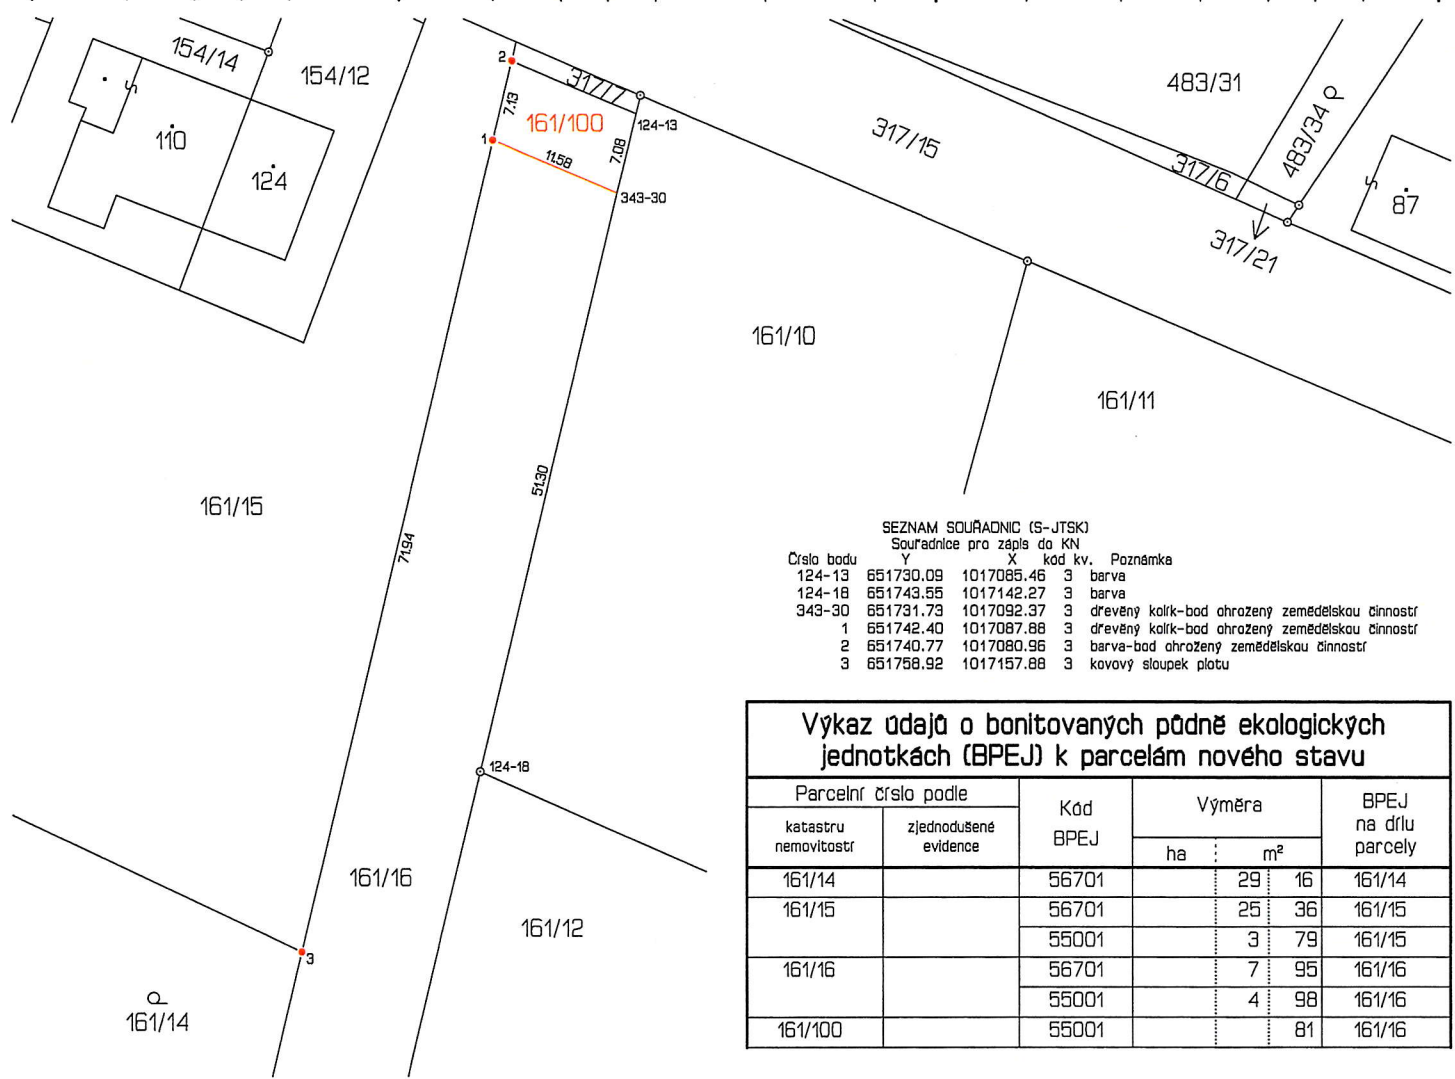 154/14
154/12
2
317/7
483/31
7.13
161/100
124-13
483/34
317/15
110
1
11.58
7.08
124
317/6
343-30
87
317/21
161/10
161/11
161/15
51.30
71.94
SEZNAM SOUŘADNIC (S-JTSK)
Souřadnice pro zápis do KN
Číslo bodu Y X kód kv. Poznámka
124-13 651730.09 1017085.46 3 barva
124-18 651743.55 1017142.27 3 barva
343-30 651731.73 1017092.37 3 dřevěný kolík-bod ohrožený zemědělskou činností
1 651742.40 1017087.88 3 dřevěný kolík-bod ohrožený zemědělskou činností
2 651740.77 1017080.96 3 barva-bod ohrožený zemědělskou činností
3 651758.92 1017157.88 3 kovový sloupek plotu
124-18
161/16
161/12
3
161/14
Výkaz údajů o bonitovaných půdně ekologických
jednotkách (BPEJ) k parcelám nového stavu
Parcelní číslo podle
katastru
nemovitostí
zjednodušené
evidence
Kód
BPEJ
Výměra
ha m²
BPEJ
na dílu
parcely
161/14 56701 29 16 161/14
161/15 56701 25 36 161/15
55001 3 79 161/15
161/16 56701 7 95 161/16
55001 4 98 161/16
161/100 55001 81 161/16